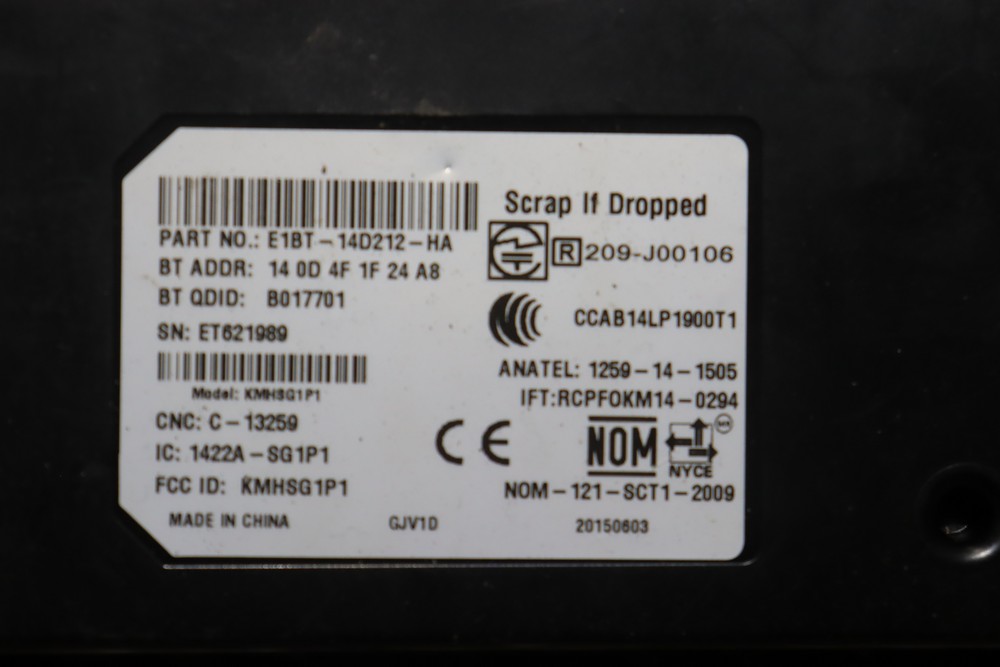 PART NO.: E1BT-14D212-HA
BT ADDR: 14 0D 4F 1F 24 A8
BT QDID: B017701
SN: ET621989
Model: KMHSG1P1
CNC: C-13259
IC: 1422A-SG1P1
FCC ID: KMHSG1P1
MADE IN CHINA
GJV1D
Scrap If Dropped
R 209-J00106
CCAB14LP1900T1
ANATEL: 1259-14-1505
IFT:RCPFOKM14-0294
CE
NOM
NYCE
NOM-121-SCT1-2009
20150603